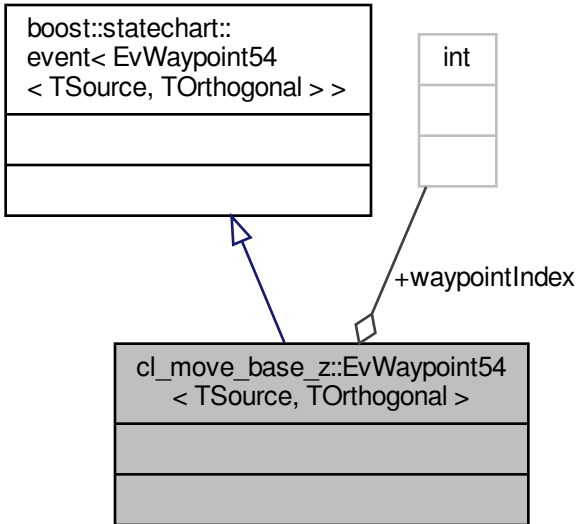 boost::statechart::
event< EvWaypoint54
< TSource, TOrthogonal > >
int
+waypointIndex
cl_move_base_z::EvWaypoint54
< TSource, TOrthogonal >